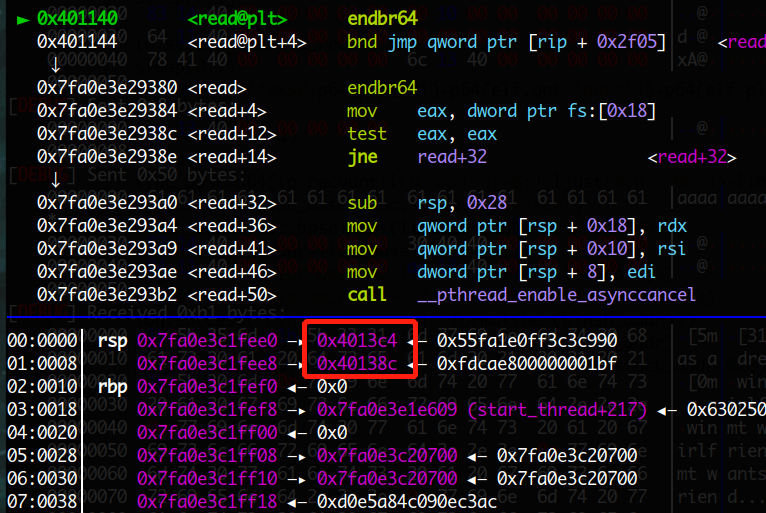 ► 0x401140 <read@plt> endbr64
0x401144 <read@plt+4> bnd jmp qword ptr [rip + 0x2f05] <read
↓
0x7fa0e3e29380 <read> endbr64
0x7fa0e3e29384 <read+4> mov eax, dword ptr fs:[0x18]
0x7fa0e3e2938c <read+12> test eax, eax
0x7fa0e3e2938e <read+14> jne read+32 <read+32>
↓
0x7fa0e3e293a0 <read+32> sub rsp, 0x28
0x7fa0e3e293a4 <read+36> mov qword ptr [rsp + 0x18], rdx
0x7fa0e3e293a9 <read+41> mov qword ptr [rsp + 0x10], rsi
0x7fa0e3e293ae <read+46> mov dword ptr [rsp + 8], edi
0x7fa0e3e293b2 <read+50> call __pthread_enable_asynccancel
00:0000│ rsp 0x7fa0e3c1fee0 —▸ 0x4013c4 ◂— 0x55fa1e0ff3c3c990
01:0008│ 0x7fa0e3c1fee8 —▸ 0x40138c ◂— 0xfdcae800000001bf
02:0010│ rbp 0x7fa0e3c1fef0 ◂— 0x0
03:0018│ 0x7fa0e3c1fef8 —▸ 0x7fa0e3e1e609 (start_thread+217) ◂— 0x630250
04:0020│ 0x7fa0e3c1ff00 ◂— 0x0
05:0028│ 0x7fa0e3c1ff08 —▸ 0x7fa0e3c20700 ◂— 0x7fa0e3c20700
06:0030│ 0x7fa0e3c1ff10 —▸ 0x7fa0e3c20700 ◂— 0x7fa0e3c20700
07:0038│ 0x7fa0e3c1ff18 ◂— 0xd0e5a84c090ec3ac